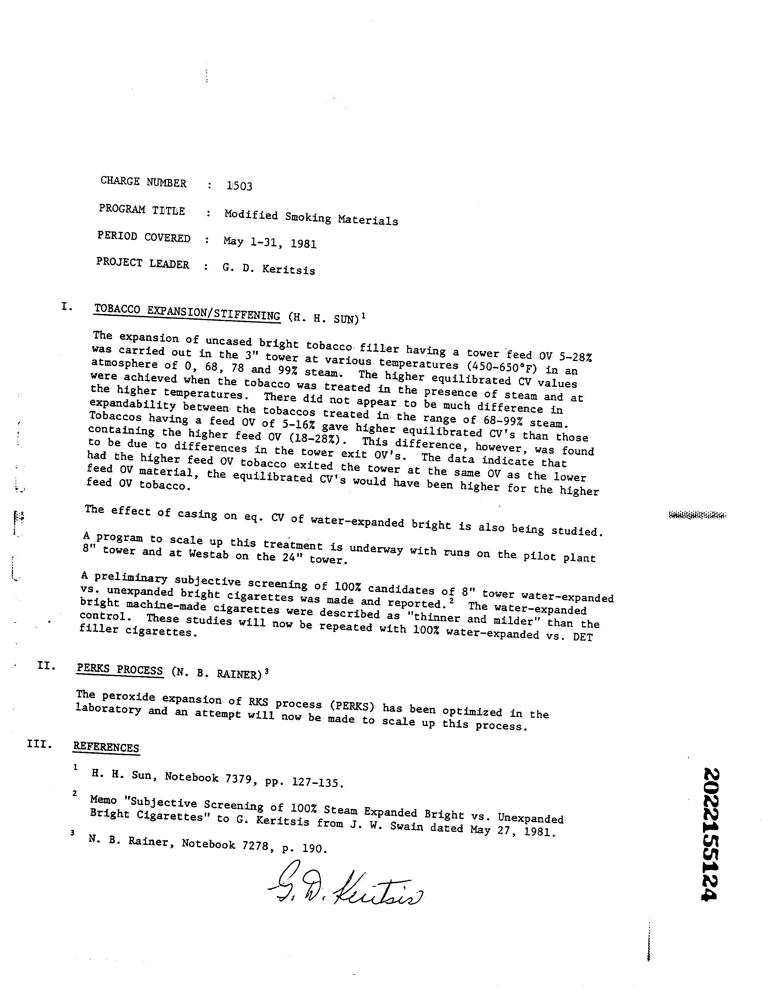 CHARGE NUMBER : 1503
PROGRAM TITLE : Modified Smoking Materials
PERIOD COVERED : May 1-31, 1981
PROJECT LEADER : G. D. Keritsis
I. TOBACCO EXPANSION/STIFFENING (H. H. SUN)¹
The expansion of uncased bright tobacco filler having a tower feed OV 5-28%
was carried out in the 3" tower at various temperatures (450-650°F) in an
atmosphere of 0, 68, 78 and 99% steam. The higher equilibrated CV values
were achieved when the tobacco was treated in the presence of steam and at
the higher temperatures. There did not appear to be much difference in
expandability between the tobaccos treated in the range of 68-99% steam.
Tobaccos having a feed OV of 5-16% gave higher equilibrated CV's than those
containing the higher feed OV (18-28%). This difference, however, was found
to be due to differences in the tower exit OV's. The data indicate that
had the higher feed OV tobacco exited the tower at the same OV as the lower
feed OV material, the equilibrated CV's would have been higher for the higher
feed OV tobacco.
The effect of casing on eq. CV of water-expanded bright is also being studied.
A program to scale up this treatment is underway with runs on the pilot plant
8" tower and at Westab on the 24" tower.
A preliminary subjective screening of 100% candidates of 8" tower water-expanded
vs. unexpanded bright cigarettes was made and reported.² The water-expanded
bright machine-made cigarettes were described as "thinner and milder" than the
control. These studies will now be repeated with 100% water-expanded vs. DET
filler cigarettes.
II. PERKS PROCESS (N. B. RAINER)³
The peroxide expansion of RKS process (PERKS) has been optimized in the
laboratory and an attempt will now be made to scale up this process.
III. REFERENCES
¹ H. H. Sun, Notebook 7379, pp. 127-135.
² Memo "Subjective Screening of 100% Steam Expanded Bright vs. Unexpanded
Bright Cigarettes" to G. Keritsis from J. W. Swain dated May 27, 1981.
³ N. B. Rainer, Notebook 7278, p. 190.
G. D. Keritsis
2022155124